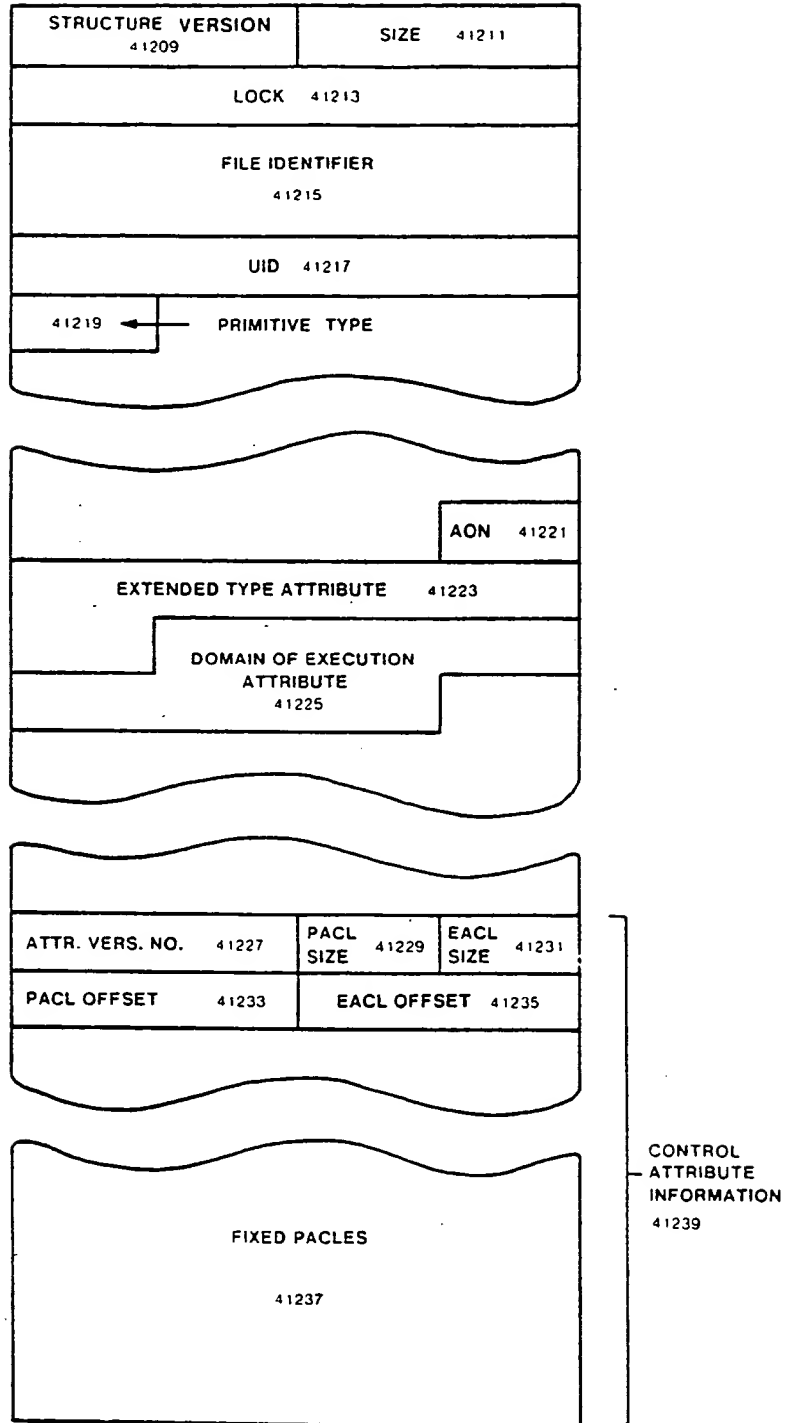 STRUCTURE VERSION
41209
SIZE 41211
LOCK 41213
FILE IDENTIFIER
41215
UID 41217
41219 PRIMITIVE TYPE
AON 41221
EXTENDED TYPE ATTRIBUTE 41223
DOMAIN OF EXECUTION
ATTRIBUTE
41225
ATTR. VERS. NO. 41227
PACL
SIZE 41229
EACL
SIZE 41231
PACL OFFSET 41233
EACL OFFSET 41235
CONTROL
ATTRIBUTE
INFORMATION
41239
FIXED PACLES
41237